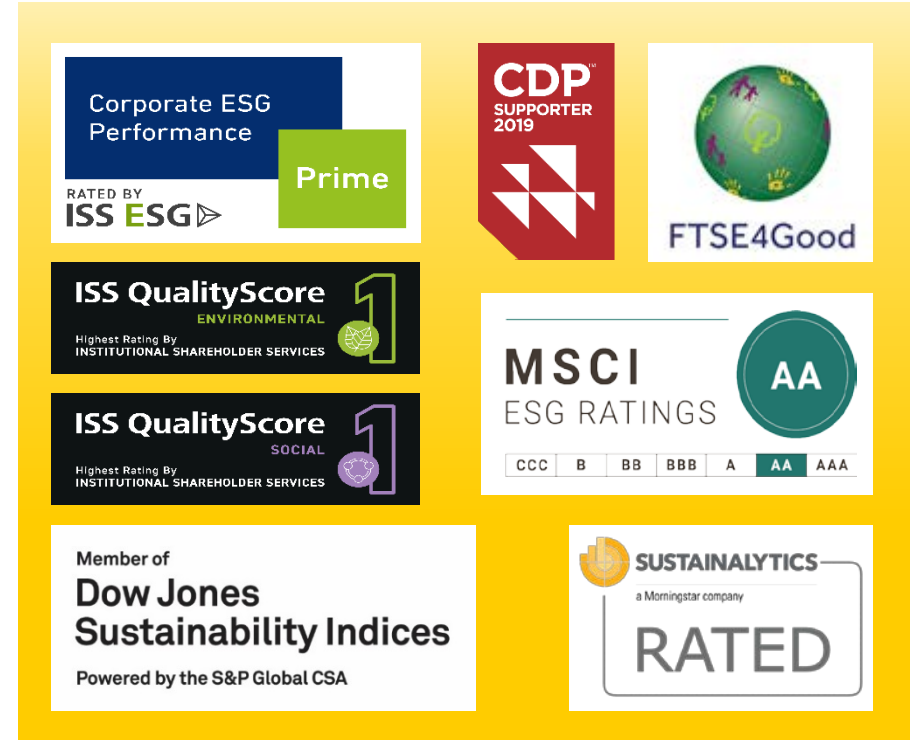 Corporate ESG
Performance
Prime
RATED BY
ISS ESG
CDP™
SUPPORTER
2019
FTSE4Good
ISS QualityScore
ENVIRONMENTAL
Highest Rating By
INSTITUTIONAL SHAREHOLDER SERVICES
1
ISS QualityScore
SOCIAL
Highest Rating By
INSTITUTIONAL SHAREHOLDER SERVICES
1
MSCI
ESG RATINGS
AA
CCC B BB BBB A AA AAA
Member of
Dow Jones
Sustainability Indices
Powered by the S&P Global CSA
SUSTAINALYTICS
a Morningstar company
RATED